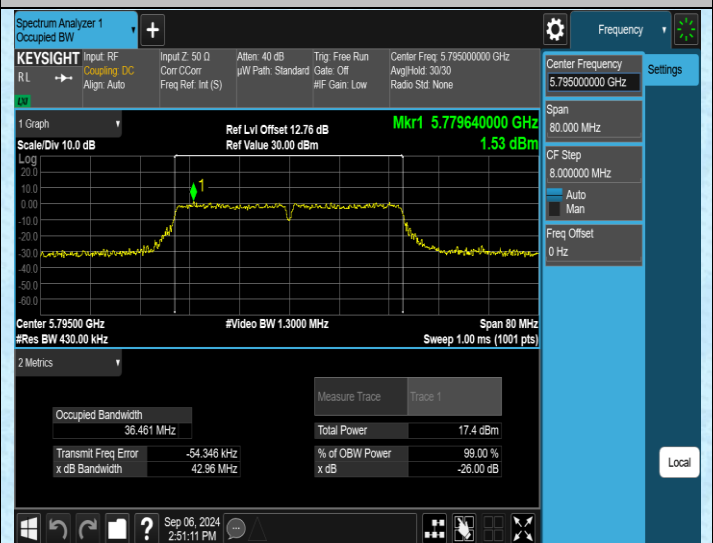 Spectrum Analyzer 1
Occupied BW
+
Frequency
KEYSIGHT
RL
LM
Input: RF
Coupling: DC
Align: Auto
Input Z: 50 Ω
Corr CCorr
Freq Ref: Int (S)
Atten: 40 dB
µW Path: Standard
Trig: Free Run
Gate: Off
#IF Gain: Low
Center Freq: 5.795000000 GHz
Avg|Hold: 30/30
Radio Std: None
Center Frequency
5.795000000 GHz
Settings
Span
80.000 MHz
CF Step
8.000000 MHz
Auto
Man
Freq Offset
0 Hz
1 Graph
Scale/Div 10.0 dB
Ref Lvl Offset 12.76 dB
Ref Value 30.00 dBm
Mkr1 5.779640000 GHz
1.53 dBm
Log
20.0
10.0
0.00
-10.0
-20.0
-30.0
-40.0
-50.0
-60.0
1
Center 5.79500 GHz
#Res BW 430.00 kHz
#Video BW 1.3000 MHz
Span 80 MHz
Sweep 1.00 ms (1001 pts)
2 Metrics
Measure Trace
Trace 1
Occupied Bandwidth
36.461 MHz
Total Power
17.4 dBm
Transmit Freq Error
-54.346 kHz
% of OBW Power
99.00 %
x dB Bandwidth
42.96 MHz
x dB
-26.00 dB
Local
?
Sep 06, 2024
2:51:11 PM